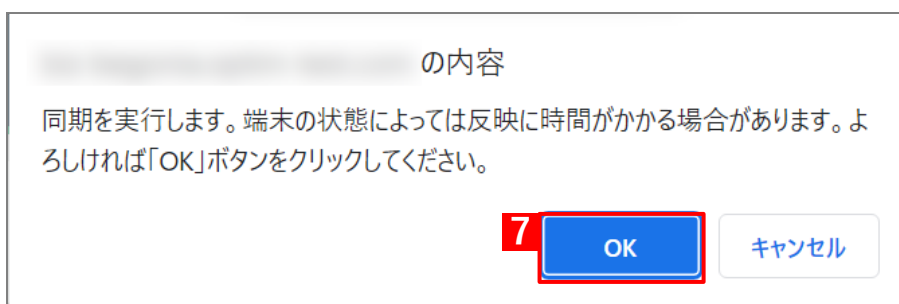 の内容
同期を実行します。端末の状態によっては反映に時間がかかる場合があります。よ
ろしければ「OK」ボタンをクリックしてください。
7
OK
キャンセル